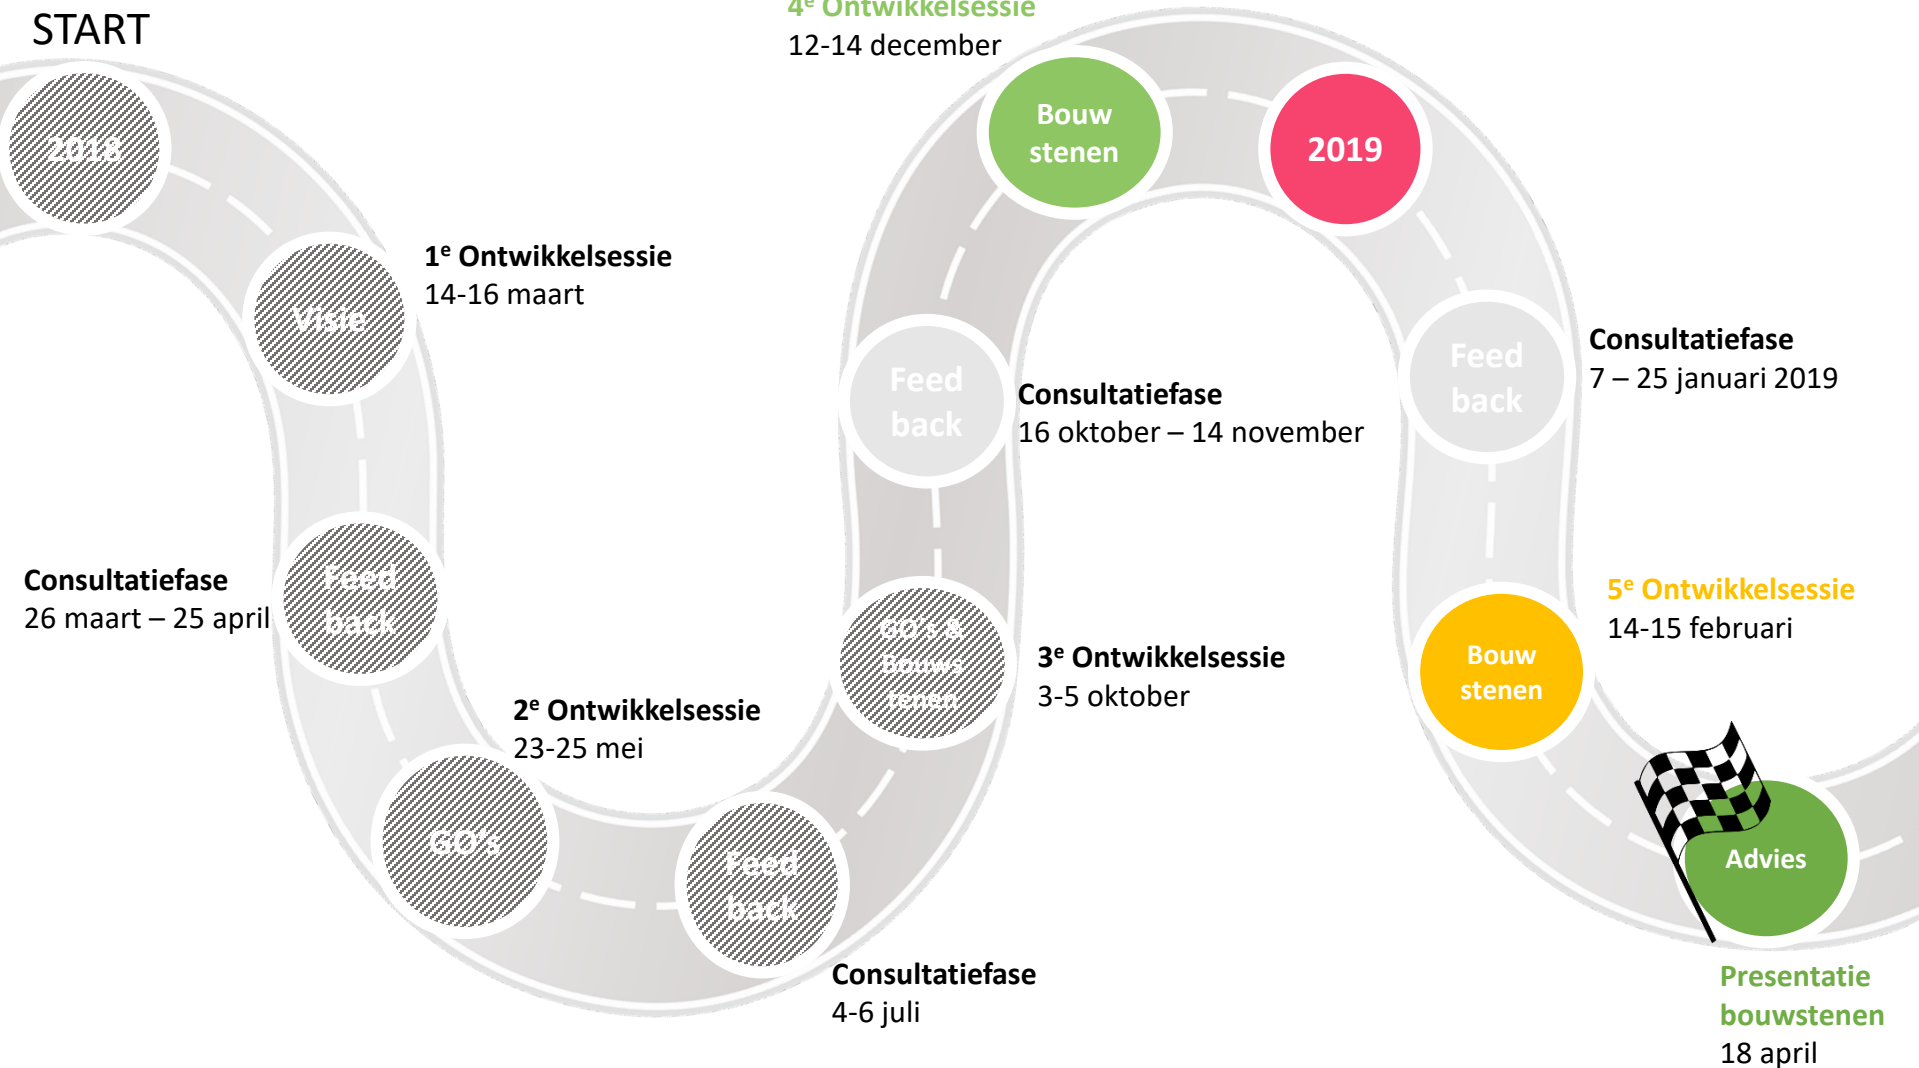 START
2018
1e Ontwikkelsessie
14-16 maart
Visie
Consultatiefase
26 maart – 25 april
Feed
back
2e Ontwikkelsessie
23-25 mei
GO's
Feed
back
Consultatiefase
4-6 juli
GO's &
Bouws
tenen
3e Ontwikkelsessie
3-5 oktober
Feed
back
Consultatiefase
16 oktober – 14 november
4e Ontwikkelsessie
12-14 december
Bouw
stenen
2019
Feed
back
Consultatiefase
7 – 25 januari 2019
5e Ontwikkelsessie
14-15 februari
Bouw
stenen
Advies
Presentatie
bouwstenen
18 april